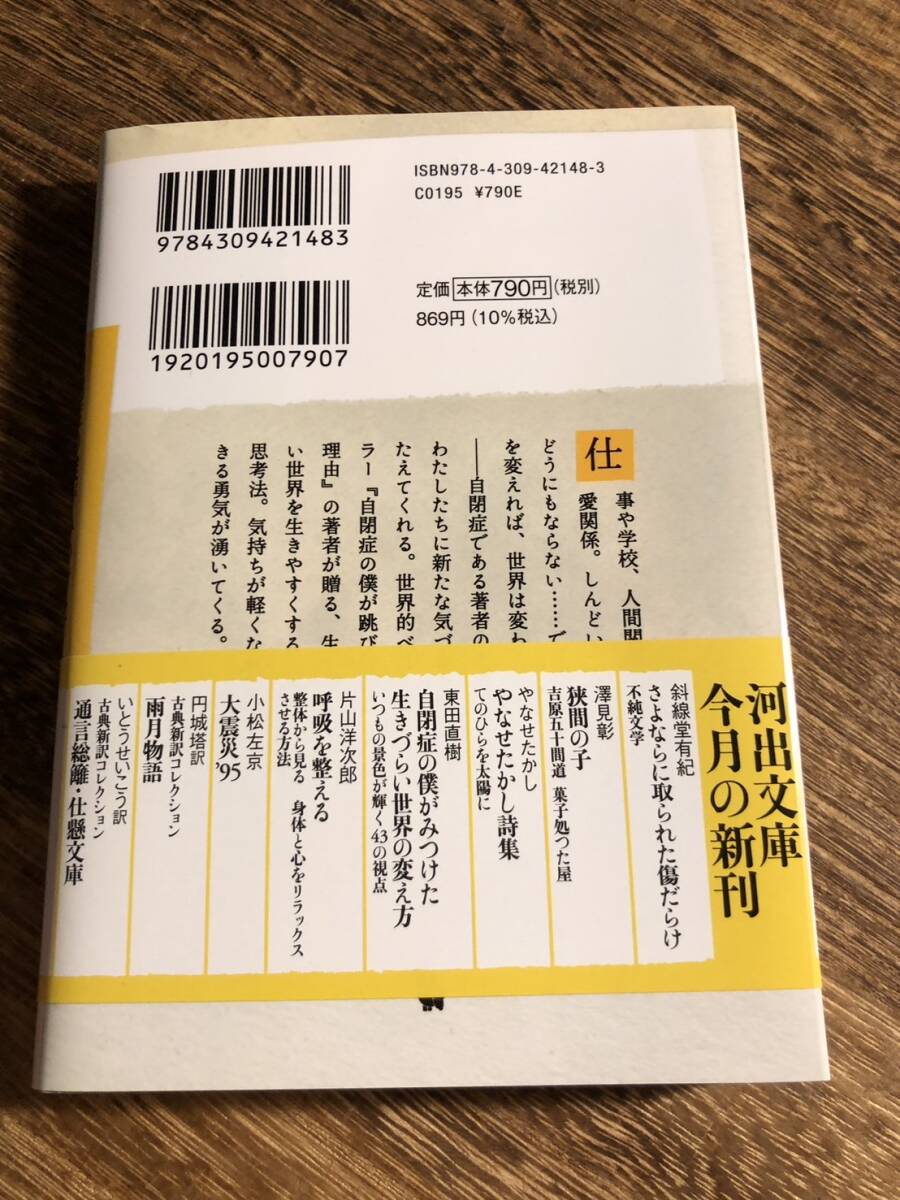 ISBN978-4-309-42148-3
C0195 ¥790E
9784309421483
定価 本体790円(税別)
869円(10%税込)
1920195007907
仕事や学校、人間関
愛関係。しんどい
どうにもならない……で
を変えれば、世界は変わ
――自閉症である著者の
わたしたちに新たな気づ
たえてくれる。世界的ベ
ラー『自閉症の僕が跳び
理由』の著者が贈る、生
い世界を生きやすくする
思考法。気持ちが軽くな
きる勇気が湧いてくる。
河出文庫
今月の新刊
斜線堂有紀
さよならに取られた傷だらけ
不純文学
澤見彰
狭間の子
吉原五十間道 菓子処つた屋
やなせたかし
やなせたかし詩集
てのひらを太陽に
東田直樹
自閉症の僕がみつけた
生きづらい世界の変え方
いつもの景色が輝く43の視点
片山洋次郎
呼吸を整える
整体から見る 身体と心をリラックス
させる方法
小松左京
大震災'95
円城塔訳
古典新訳コレクション
雨月物語
いとうせいこう訳
古典新訳コレクション
通言総籬・仕懸文庫